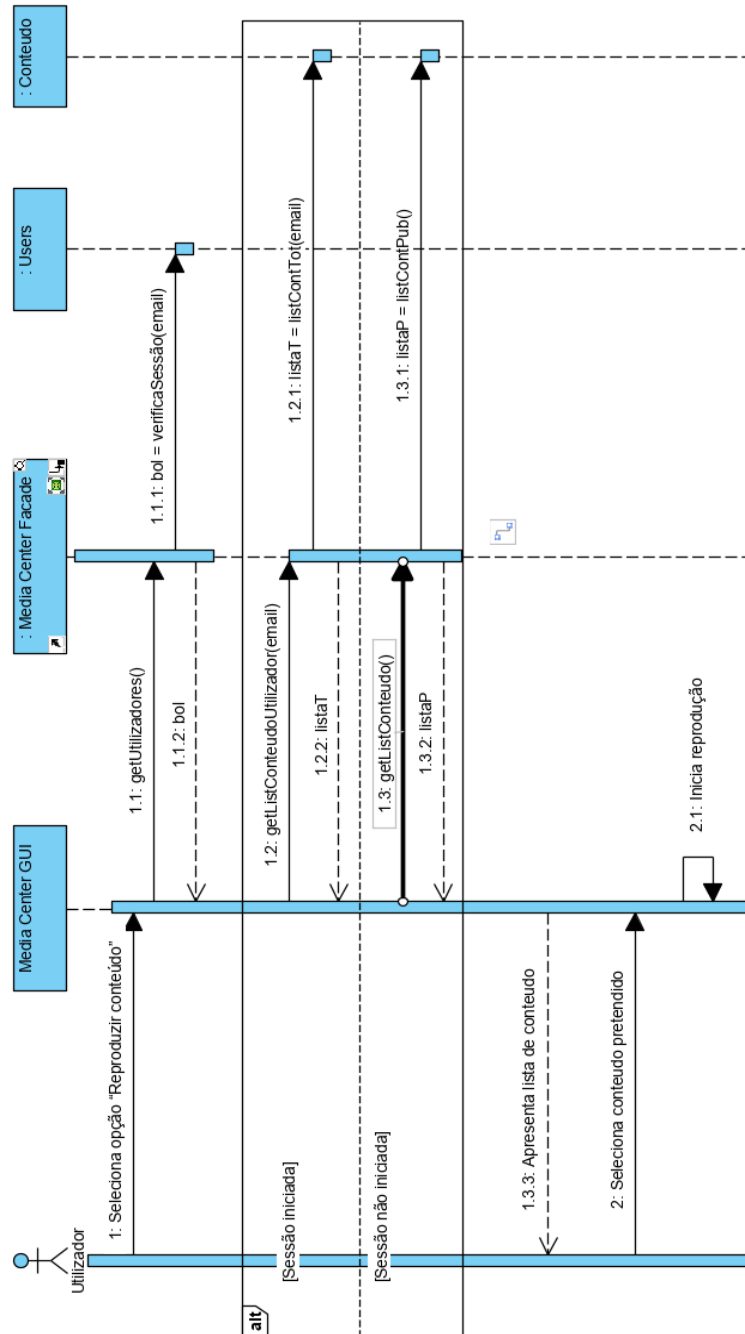 Utilizador
Media Center GUI
: Media Center Facade
: Users
: Conteudo
1: Seleciona opção "Reproduzir conteúdo"
1.1: getUtilizadores()
1.1.1: bol = verificaSessão(email)
1.1.2: bol
alt
[Sessão iniciada]
1.2: getListConteudoUtilizador(email)
1.2.1: listaT = listContTot(email)
1.2.2: listaT
[Sessão não iniciada]
1.3: getListConteudo()
1.3.1: listaP = listContPub()
1.3.2: listaP
1.3.3: Apresenta lista de conteudo
2: Seleciona conteudo pretendido
2.1: Inicia reprodução